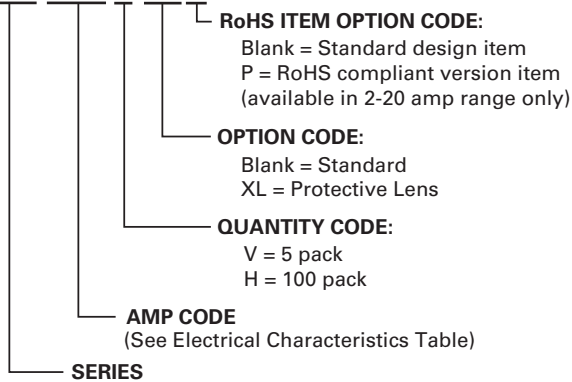 RoHS ITEM OPTION CODE:
Blank = Standard design item
P = RoHS compliant version item
(available in 2-20 amp range only)
OPTION CODE:
Blank = Standard
XL = Protective Lens
QUANTITY CODE:
V = 5 pack
H = 100 pack
AMP CODE
(See Electrical Characteristics Table)
SERIES